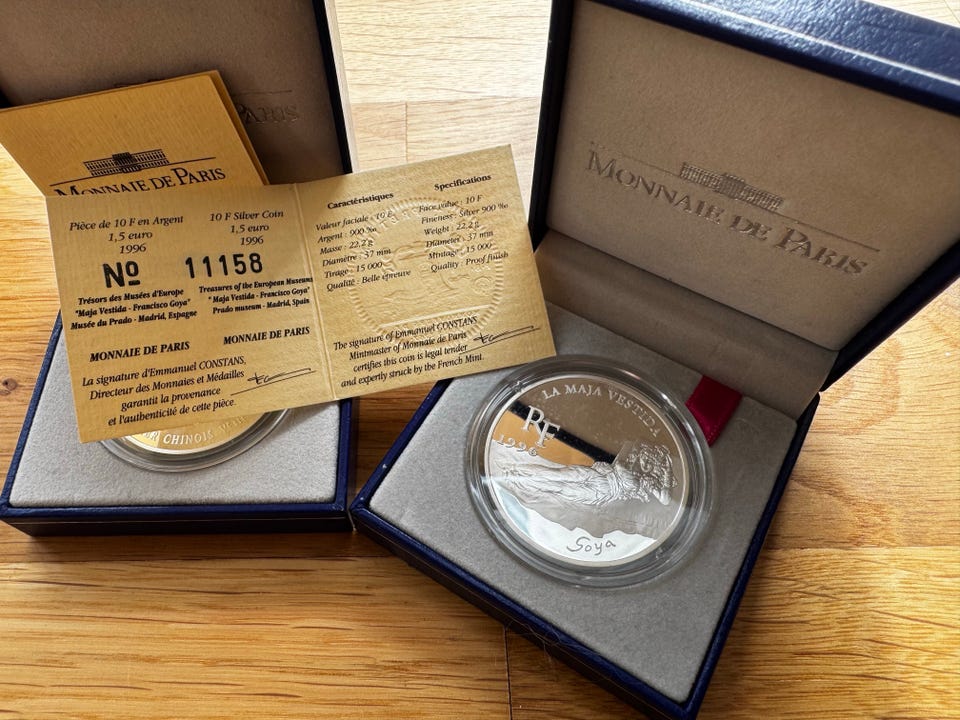 MONNAIE DE PARIS
PARIS
Pièce de 10 F en Argent
1,5 euro
1996
Nº
Trésors des Musées d'Europe
"Maja Vestida - Francisco Goya"
Musée du Prado - Madrid, Espagne
MONNAIE DE PARIS
10 F Silver Coin
1,5 euro
1996
11158
Treasures of the European Museums
"Maja Vestida - Francisco Goya"
Prado museum - Madrid, Spain
MONNAIE DE PARIS
La signature d'Emmanuel CONSTANS,
Directeur des Monnaies et Médailles
garantit la provenance
et l'authenticité de cette pièce.
Caractéristiques
Valeur faciale : 10 F
Argent : 900 ‰
Masse : 22,2 g
Diamètre : 37 mm
Tirage : 15 000
Qualité : Belle épreuve
Specifications
Face value : 10 F
Fineness : Silver 900 ‰
Weight : 22,2 g
Diameter : 37 mm
Mintage : 15 000
Quality : Proof finish
The signature of Emmanuel CONSTANS,
Mintmaster of Monnaie de Paris
certifies this coin is legal tender
and expertly struck by the French Mint.
CHINOIS
MONNAIE DE PARIS
LA MAJA VESTIDA
RF
1996
Goya